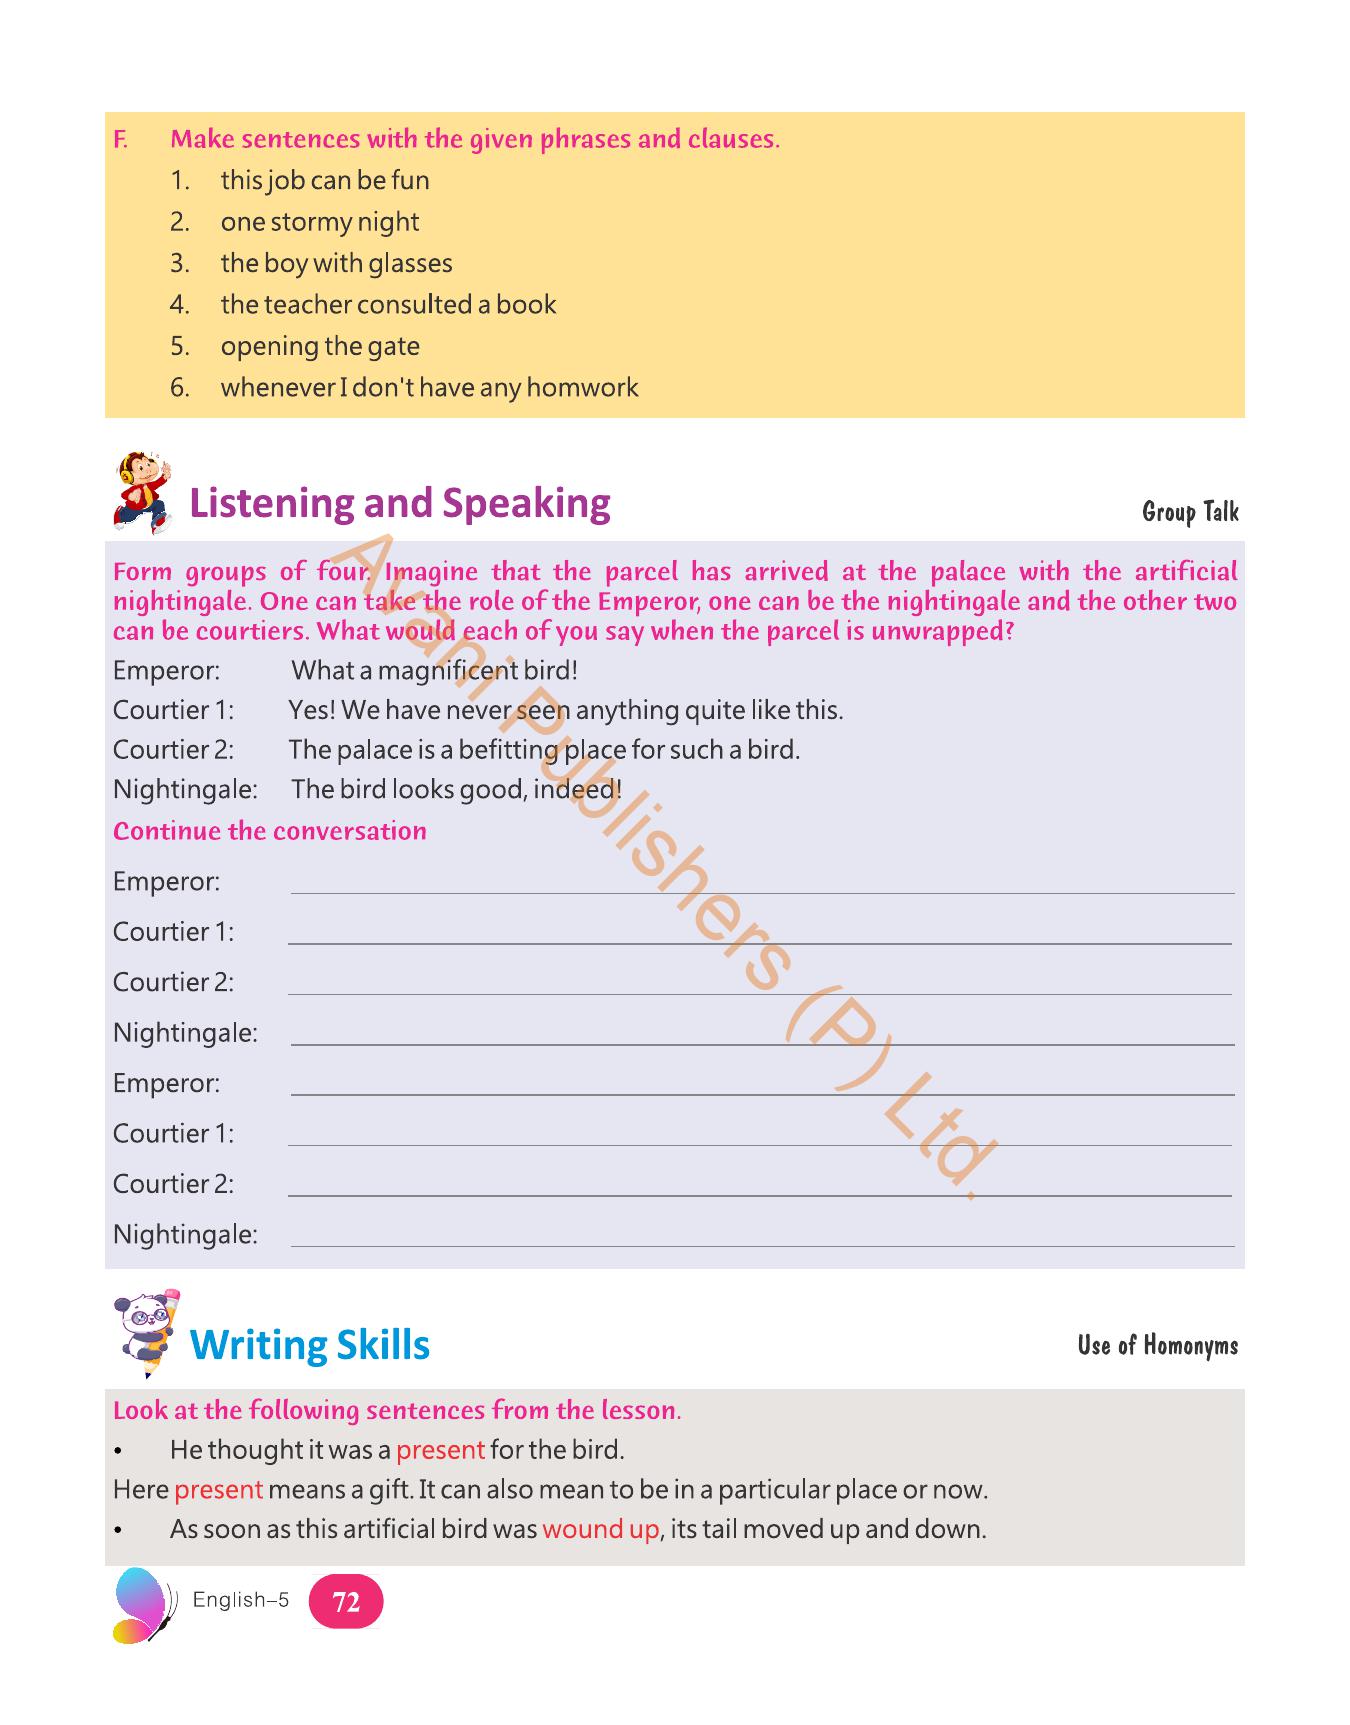 F. Make sentences with the given phrases and clauses.
1. this job can be fun
2. one stormy night
3. the boy with glasses
4. the teacher consulted a book
5. opening the gate
6. whenever I don't have any homwork
Listening and Speaking
Group Talk
Form groups of four. Imagine that the parcel has arrived at the palace with the artificial
nightingale. One can take the role of the Emperor, one can be the nightingale and the other two
can be courtiers. What would each of you say when the parcel is unwrapped?
Emperor: What a magnificent bird!
Courtier 1: Yes! We have never seen anything quite like this.
Courtier 2: The palace is a befitting place for such a bird.
Nightingale: The bird looks good, indeed!
Continue the conversation
Emperor:
Courtier 1:
Courtier 2:
Nightingale:
Emperor:
Courtier 1:
Courtier 2:
Nightingale:
Avani Publishers (P) Ltd.
Writing Skills
Use of Homonyms
Look at the following sentences from the lesson.
• He thought it was a present for the bird.
Here present means a gift. It can also mean to be in a particular place or now.
• As soon as this artificial bird was wound up, its tail moved up and down.
English–5 72